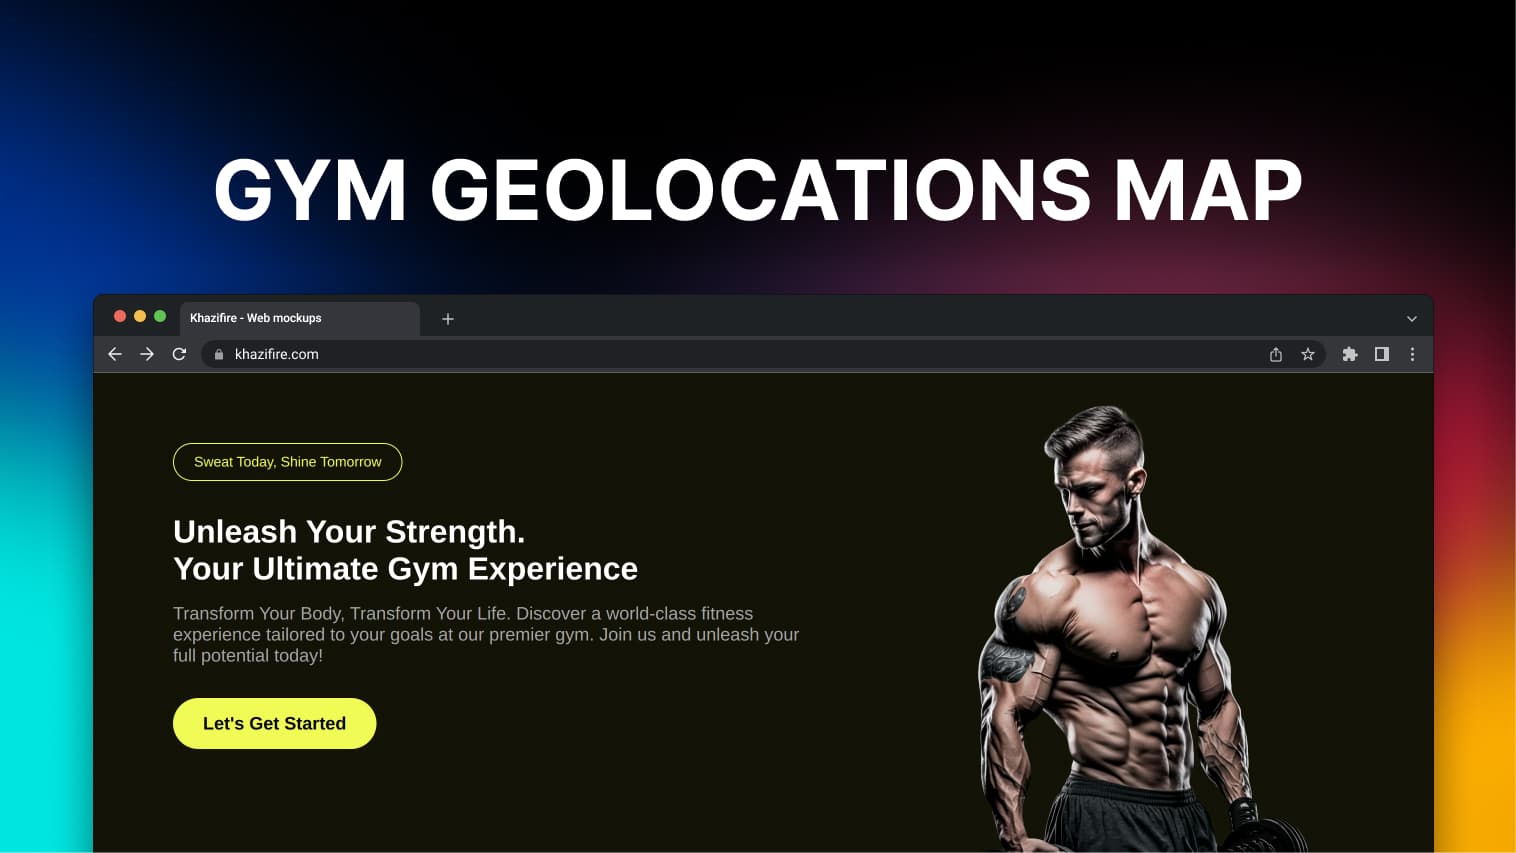 GYM GEOLOCATIONS MAP
Khazifire - Web mockups
khazifire.com
Sweat Today, Shine Tomorrow
Unleash Your Strength.
Your Ultimate Gym Experience
Transform Your Body, Transform Your Life. Discover a world-class fitness
experience tailored to your goals at our premier gym. Join us and unleash your
full potential today!
Let's Get Started